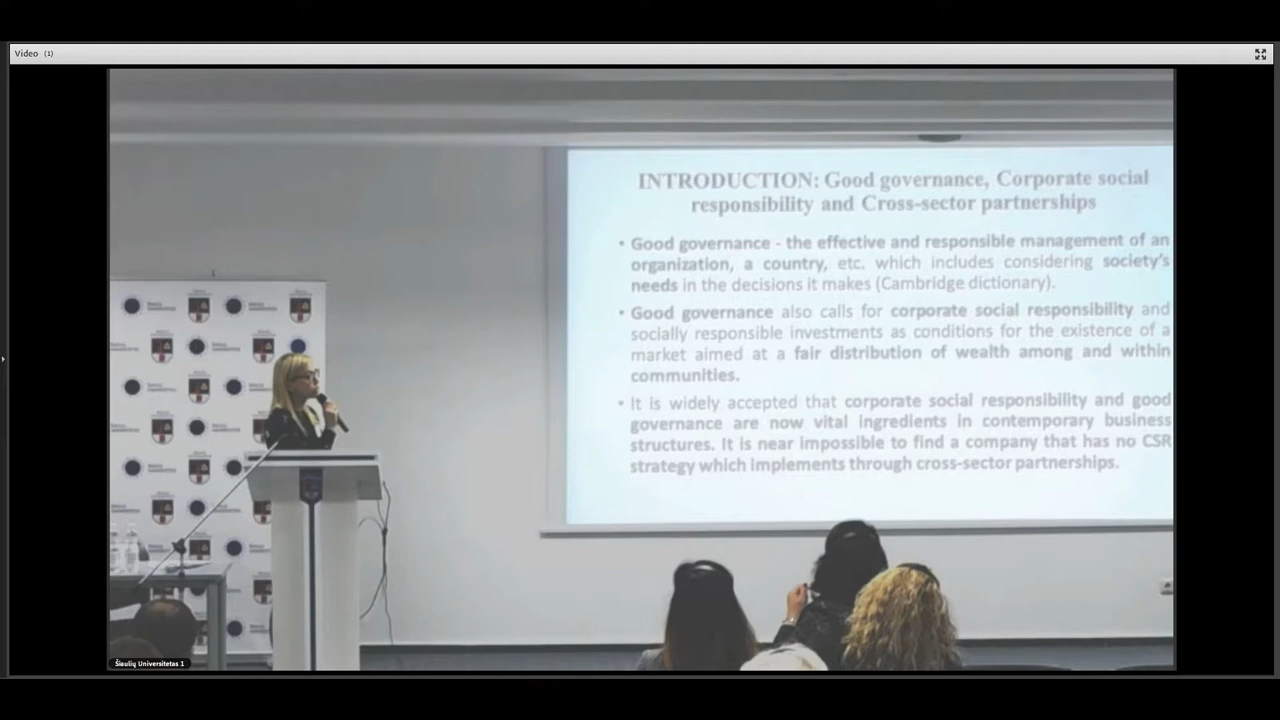 Video (1)
INTRODUCTION: Good governance, Corporate social
responsibility and Cross-sector partnerships
• Good governance - the effective and responsible management of an
organization, a country, etc. which includes considering society's
needs in the decisions it makes (Cambridge dictionary).
• Good governance also calls for corporate social responsibility and
socially responsible investments as conditions for the existence of a
market aimed at a fair distribution of wealth among and within
communities.
• It is widely accepted that corporate social responsibility and good
governance are now vital ingredients in contemporary business
structures. It is near impossible to find a company that has no CSR
strategy which implements through cross-sector partnerships.
Šiaulių Universitetas 1